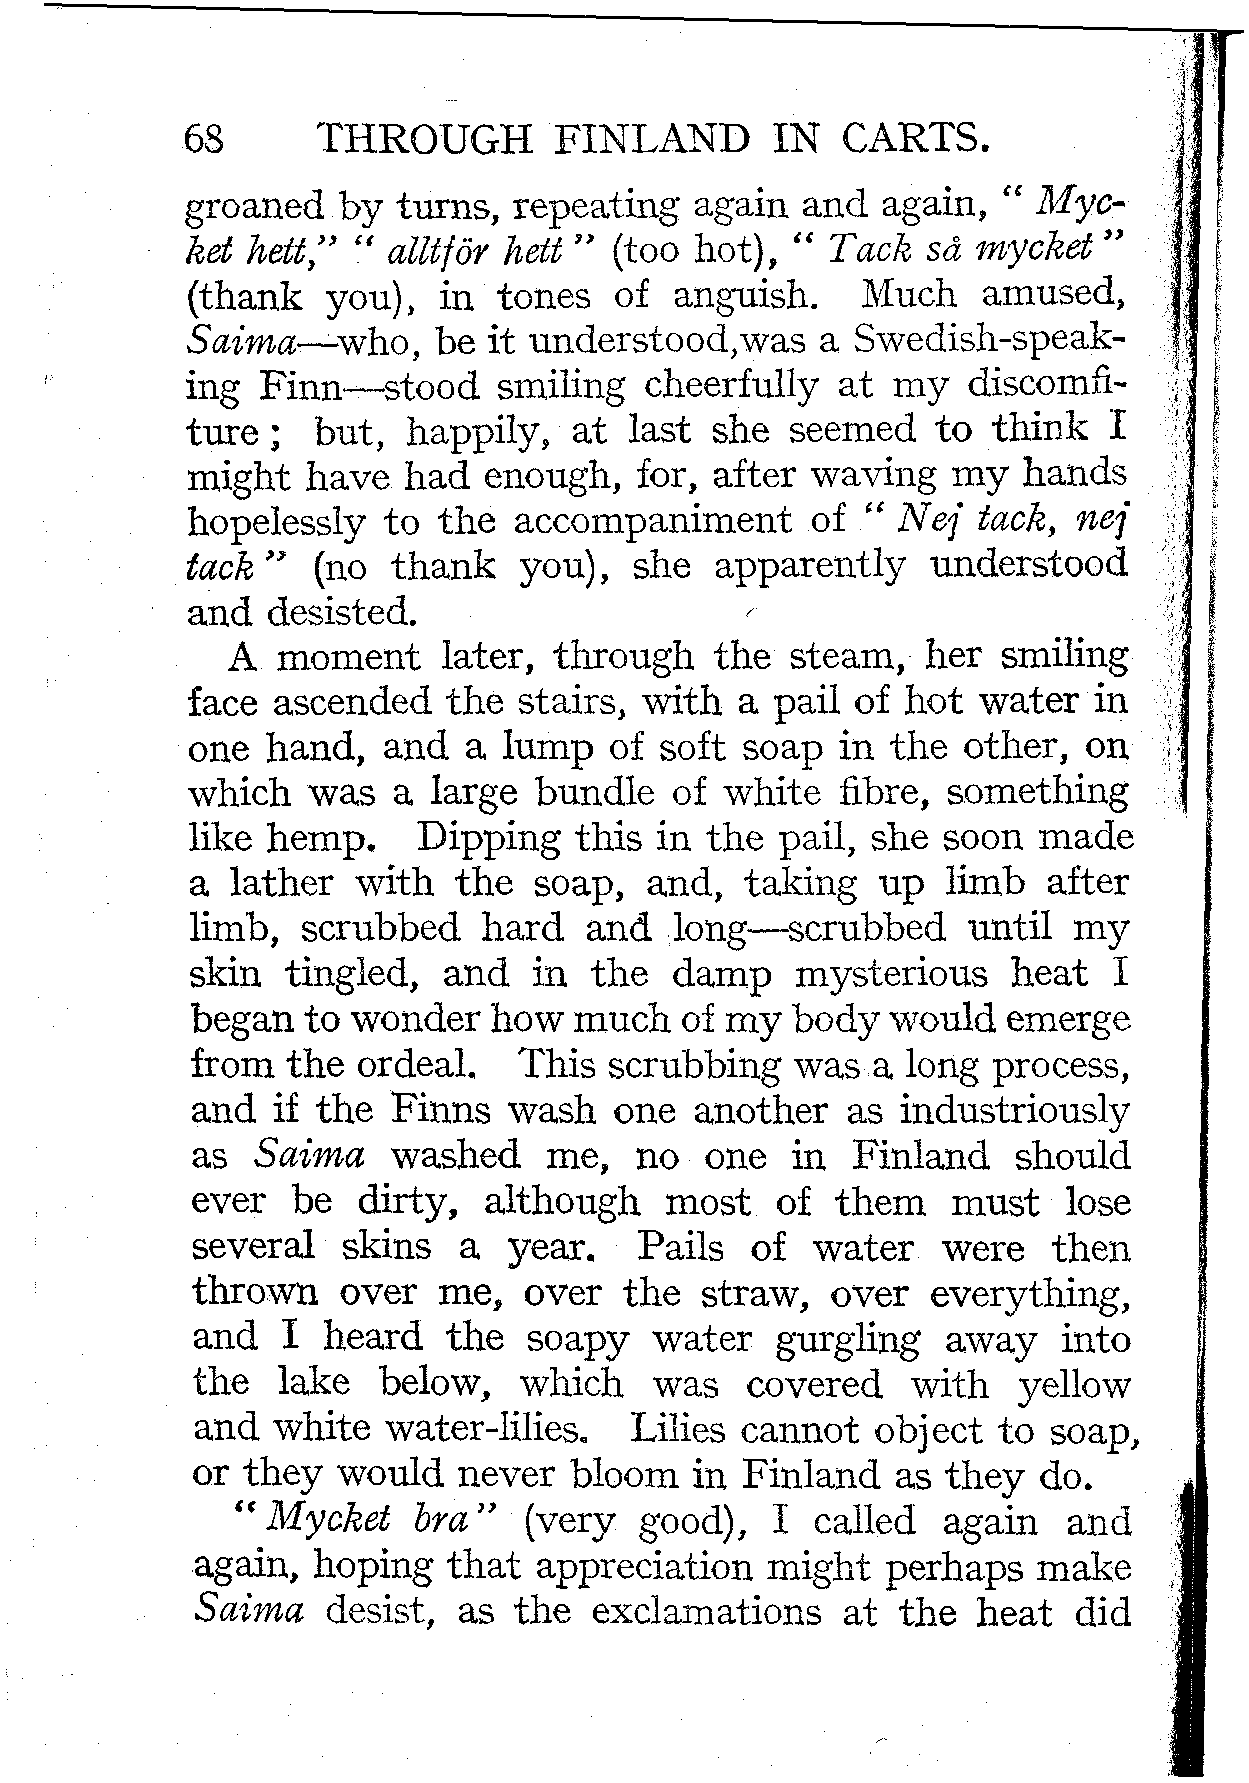 68 THROUGH FINLAND IN CARTS.
groaned by turns, repeating again and again, “ Myc-
ket hett,” “ alltför hett ” (too hot), “ Tack så mycket ”
(thank you), in tones of anguish. Much amused,
Saima—who, be it understood,was a Swedish-speak-
ing Finn—stood smiling cheerfully at my discomfi-
ture ; but, happily, at last she seemed to think I
might have had enough, for, after waving my hands
hopelessly to the accompaniment of “ Nej tack, nej
tack ” (no thank you), she apparently understood
and desisted.
A moment later, through the steam, her smiling
face ascended the stairs, with a pail of hot water in
one hand, and a lump of soft soap in the other, on
which was a large bundle of white fibre, something
like hemp. Dipping this in the pail, she soon made
a lather with the soap, and, taking up limb after
limb, scrubbed hard and long—scrubbed until my
skin tingled, and in the damp mysterious heat I
began to wonder how much of my body would emerge
from the ordeal. This scrubbing was a long process,
and if the Finns wash one another as industriously
as Saima washed me, no one in Finland should
ever be dirty, although most of them must lose
several skins a year. Pails of water were then
thrown over me, over the straw, over everything,
and I heard the soapy water gurgling away into
the lake below, which was covered with yellow
and white water-lilies. Lilies cannot object to soap,
or they would never bloom in Finland as they do.
“ Mycket bra ” (very good), I called again and
again, hoping that appreciation might perhaps make
Saima desist, as the exclamations at the heat did